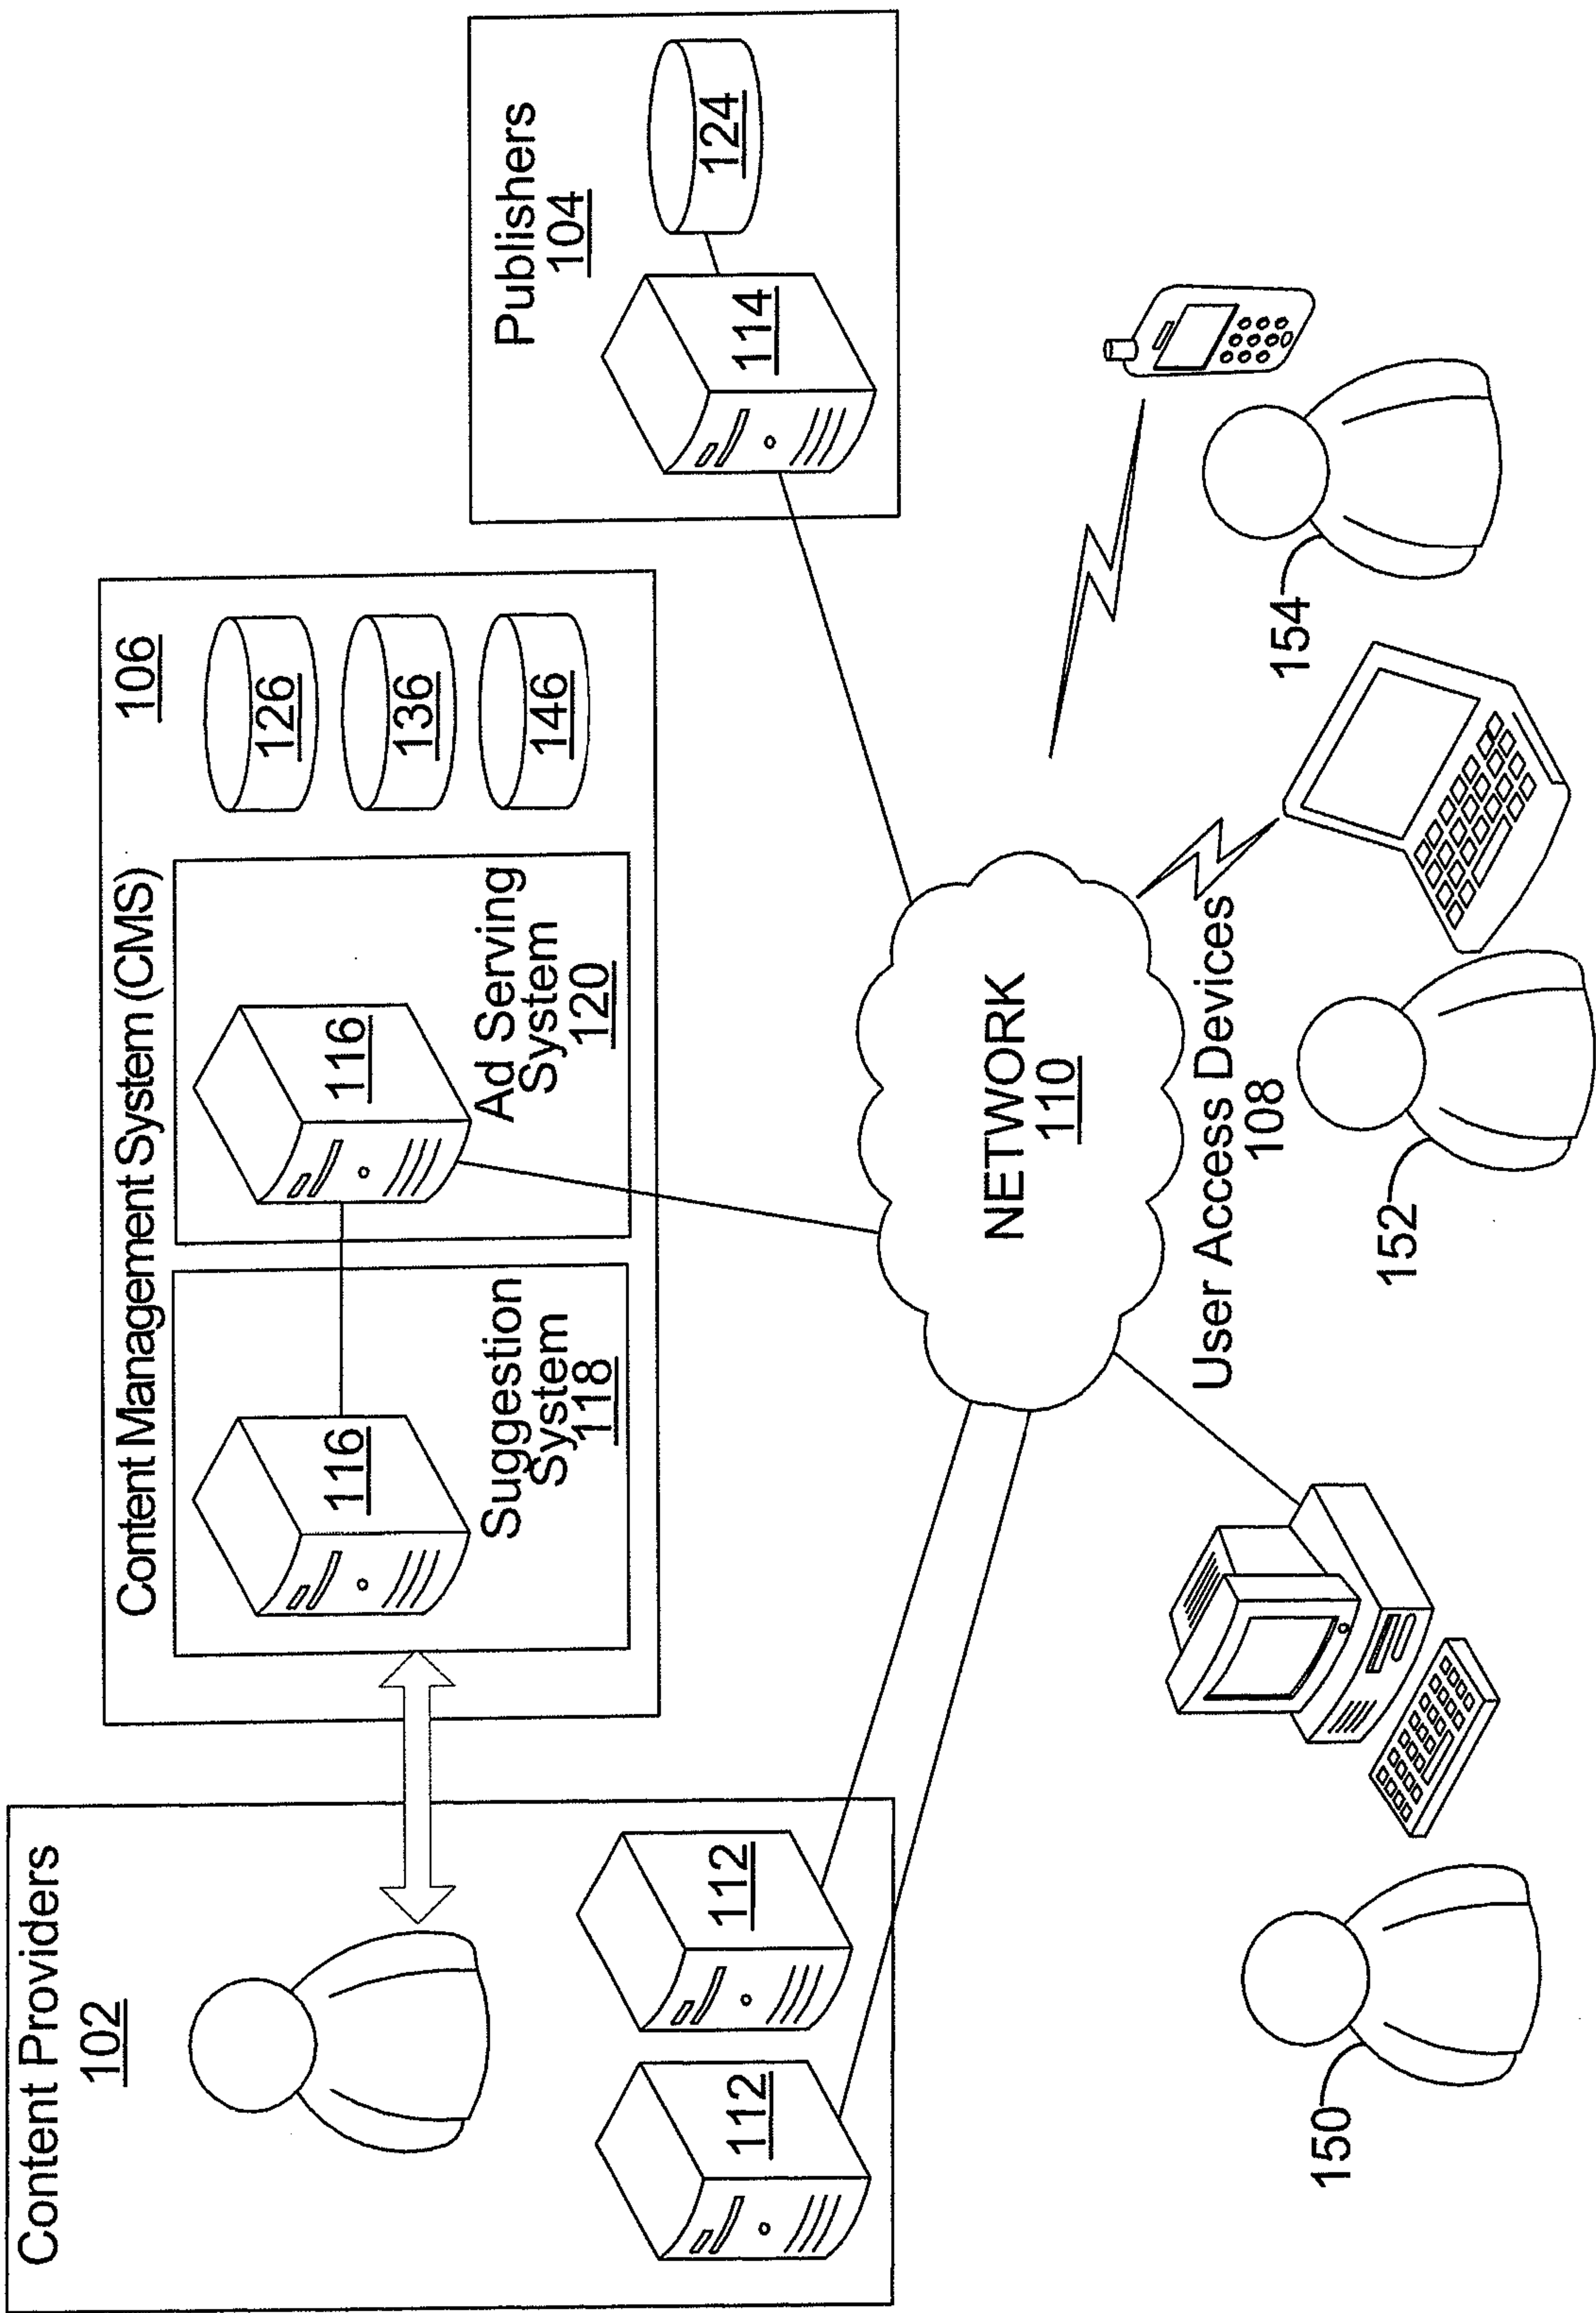 Content Providers
102
112
112
Content Management System (CMS)
106
116
Suggestion
System
118
116
Ad Serving
System
120
126
136
146
Publishers
104
114
124
NETWORK
110
User Access Devices
108
150
152
154